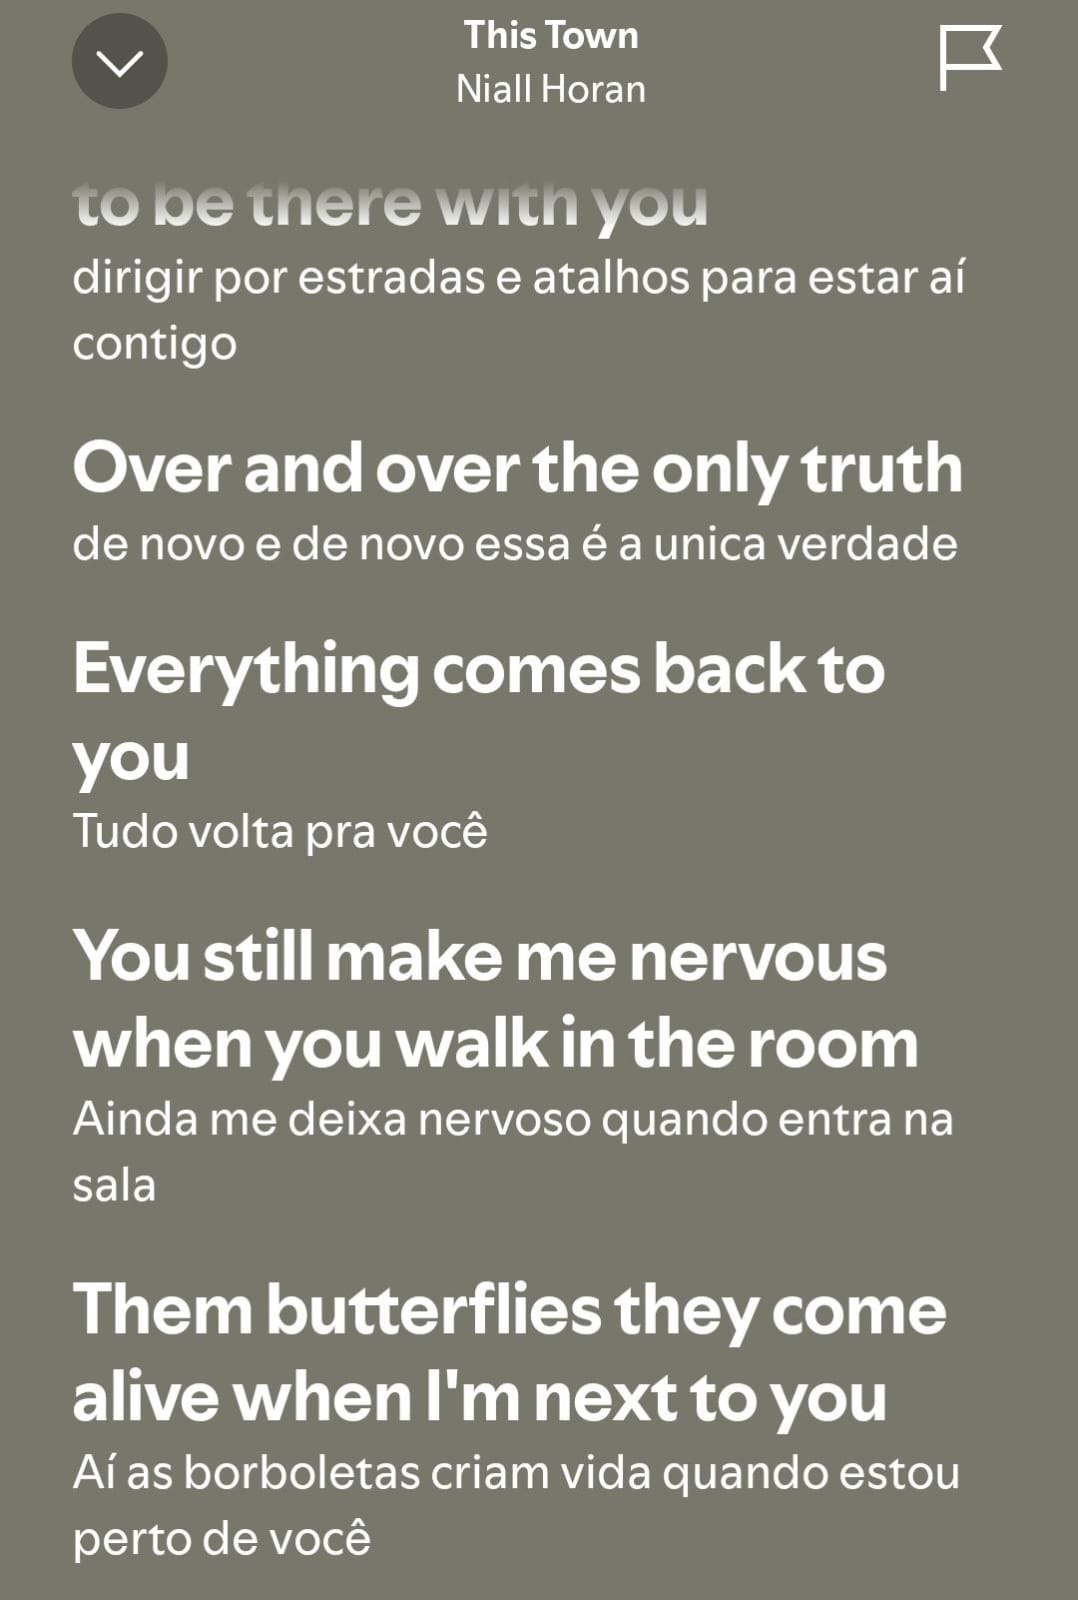 This Town
Niall Horan
to be there with you
dirigir por estradas e atalhos para estar aí
contigo
Over and over the only truth
de novo e de novo essa é a unica verdade
Everything comes back to
you
Tudo volta pra você
You still make me nervous
when you walk in the room
Ainda me deixa nervoso quando entra na
sala
Them butterflies they come
alive when I'm next to you
Aí as borboletas criam vida quando estou
perto de você